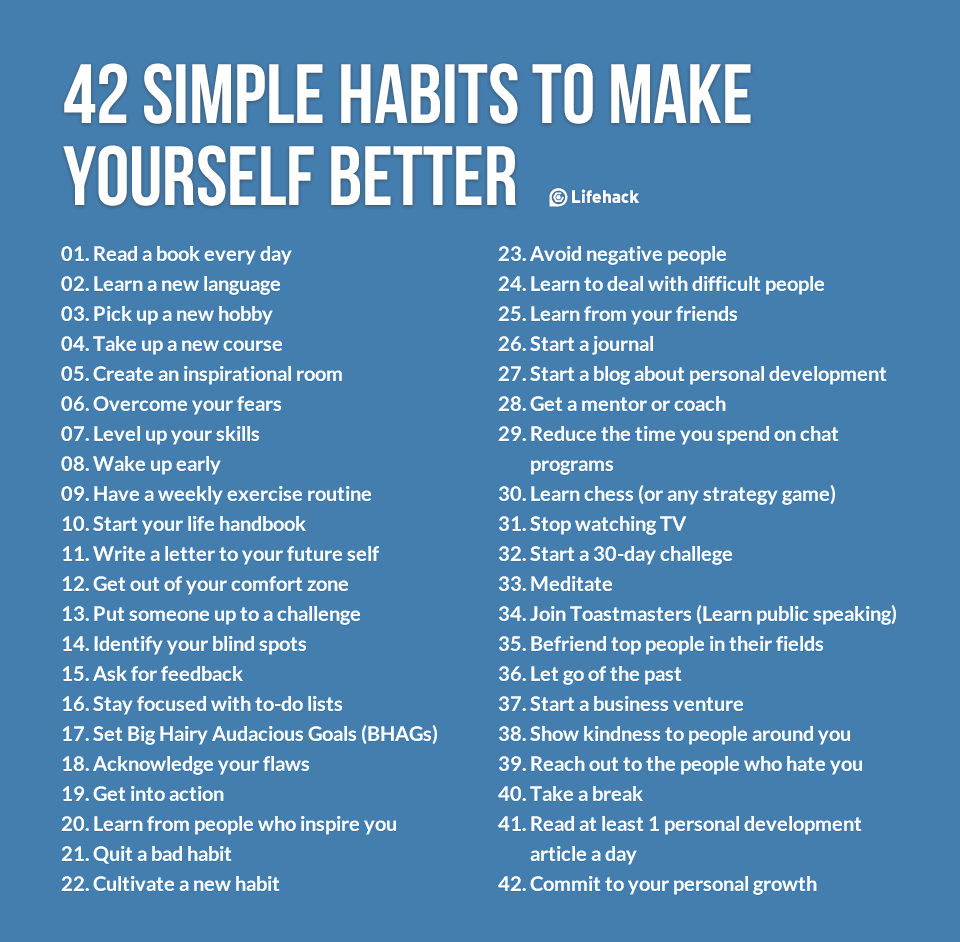 42 SIMPLE HABITS TO MAKE
YOURSELF BETTER
Lifehack
01. Read a book every day
02. Learn a new language
03. Pick up a new hobby
04. Take up a new course
05. Create an inspirational room
06. Overcome your fears
07. Level up your skills
08. Wake up early
09. Have a weekly exercise routine
10. Start your life handbook
11. Write a letter to your future self
12. Get out of your comfort zone
13. Put someone up to a challenge
14. Identify your blind spots
15. Ask for feedback
16. Stay focused with to-do lists
17. Set Big Hairy Audacious Goals (BHAGs)
18. Acknowledge your flaws
19. Get into action
20. Learn from people who inspire you
21. Quit a bad habit
22. Cultivate a new habit
23. Avoid negative people
24. Learn to deal with difficult people
25. Learn from your friends
26. Start a journal
27. Start a blog about personal development
28. Get a mentor or coach
29. Reduce the time you spend on chat
programs
30. Learn chess (or any strategy game)
31. Stop watching TV
32. Start a 30-day challege
33. Meditate
34. Join Toastmasters (Learn public speaking)
35. Befriend top people in their fields
36. Let go of the past
37. Start a business venture
38. Show kindness to people around you
39. Reach out to the people who hate you
40. Take a break
41. Read at least 1 personal development
article a day
42. Commit to your personal growth